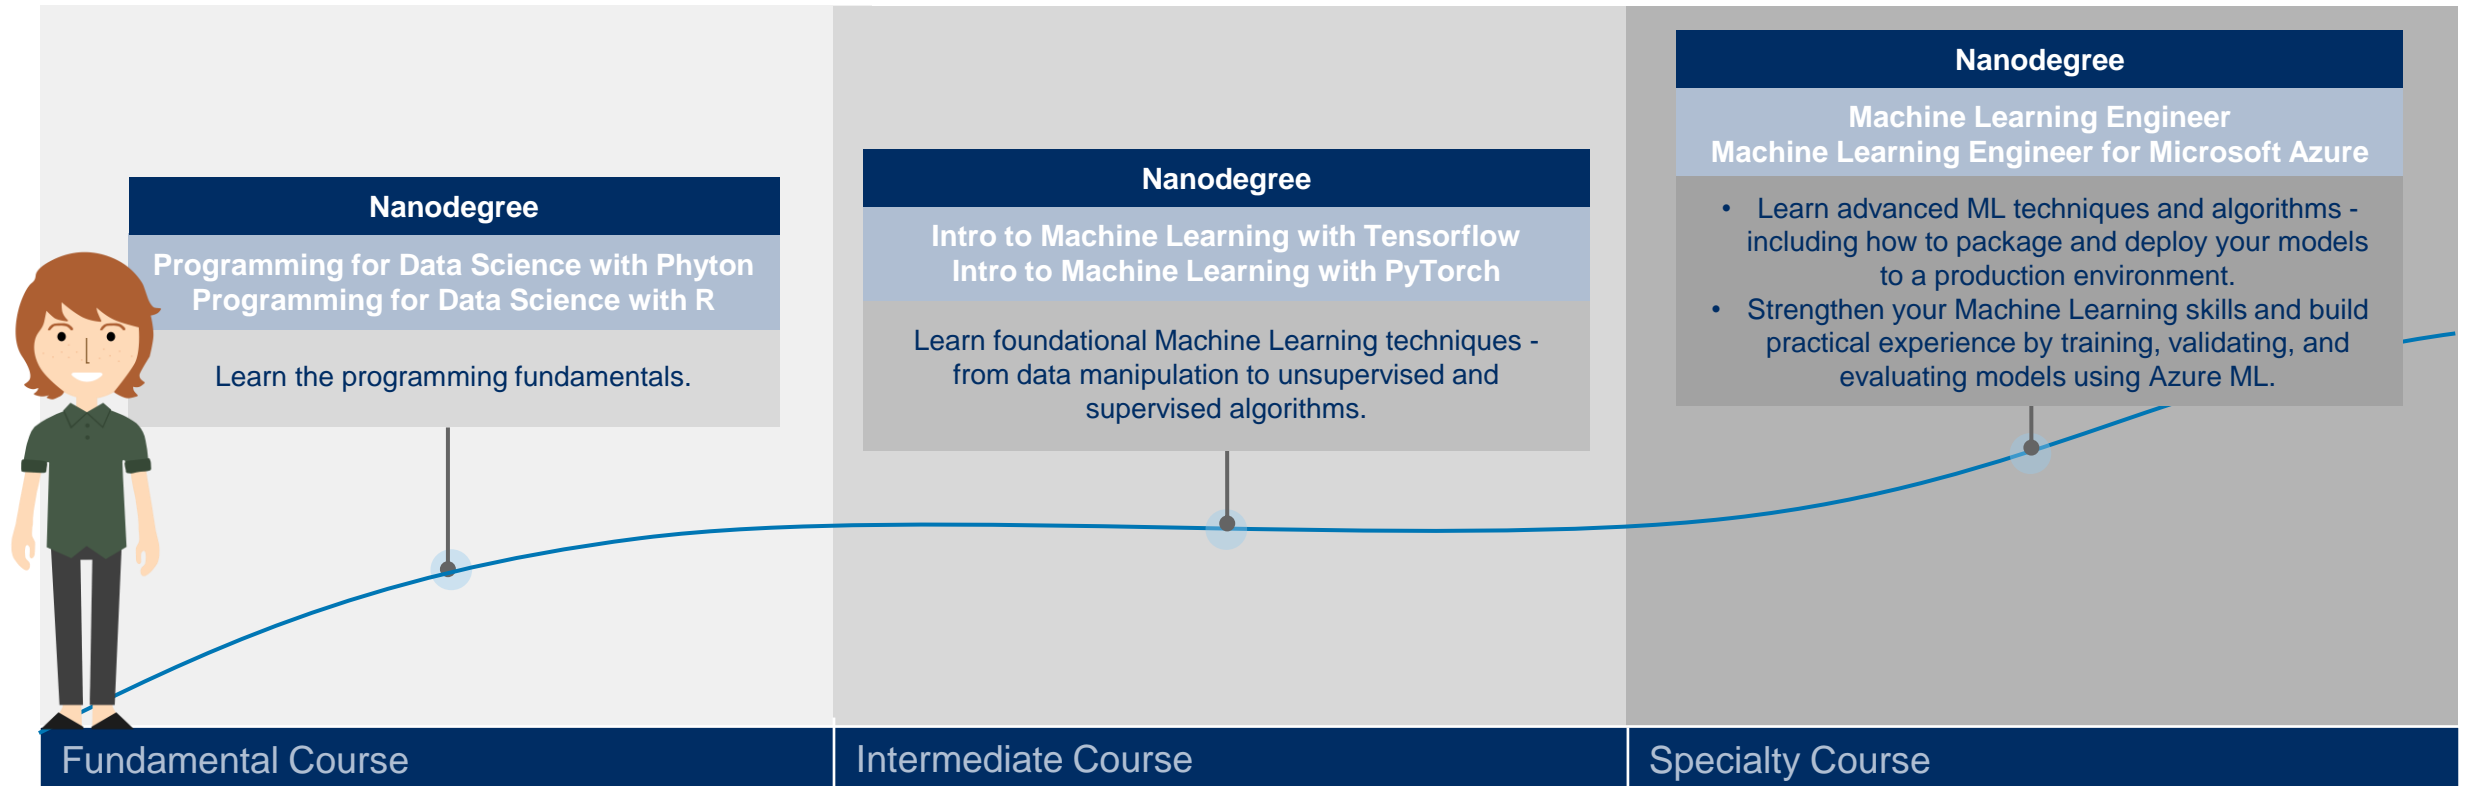 Nanodegree
Programming for Data Science with Phyton
Programming for Data Science with R
Learn the programming fundamentals.
Nanodegree
Intro to Machine Learning with Tensorflow
Intro to Machine Learning with PyTorch
Learn foundational Machine Learning techniques -
from data manipulation to unsupervised and
supervised algorithms.
Nanodegree
Machine Learning Engineer
Machine Learning Engineer for Microsoft Azure
• Learn advanced ML techniques and algorithms -
including how to package and deploy your models
to a production environment.
• Strengthen your Machine Learning skills and build
practical experience by training, validating, and
evaluating models using Azure ML.
Fundamental Course
Intermediate Course
Specialty Course